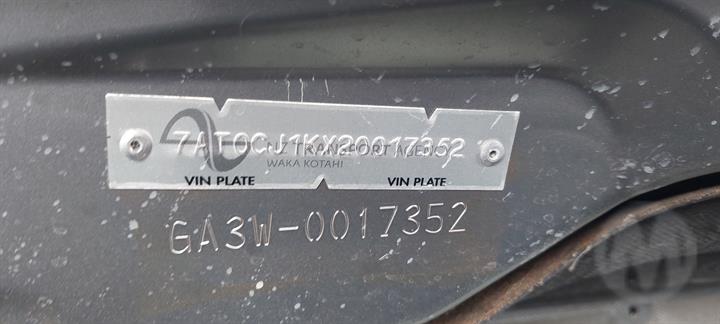 7AT0CJ1KX20017352
NZ TRANSPORT AGENCY
WAKA KOTAHI
VIN PLATE VIN PLATE
GA3W-0017352
M